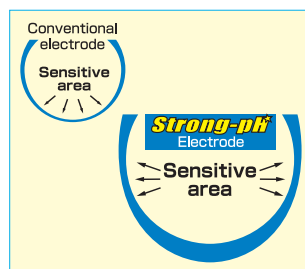 Conventional
electrode
Sensitive
area
Strong-pH
Electrode
Sensitive
area